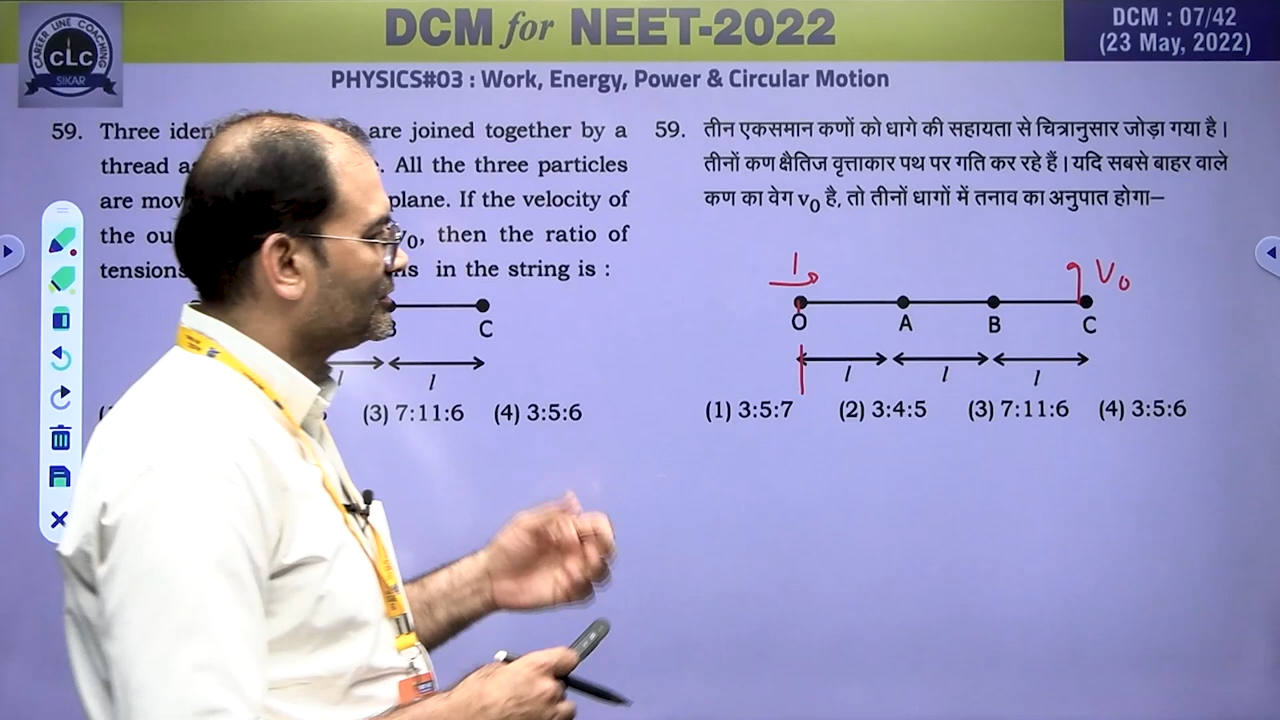 DCM for NEET-2022
DCM : 07/42
(23 May, 2022)
CAREER LINE COACHING
CLC
SIKAR
PHYSICS#03 : Work, Energy, Power & Circular Motion
59. Three are joined together by a
thread . All the three particles
are plane. If the velocity of
the v₀, then the ratio of
tensions in the string is :
C
l l
(3) 7:11:6 (4) 3:5:6
59. तीन एकसमान कणों को धागे की सहायता से चित्रानुसार जोड़ा गया है।
तीनों कण क्षैतिज वृत्ताकार पथ पर गति कर रहे हैं। यदि सबसे बाहर वाले
कण का वेग v₀ है, तो तीनों धागों में तनाव का अनुपात होगा–
V₀
O A B C
l l l
(1) 3:5:7 (2) 3:4:5 (3) 7:11:6 (4) 3:5:6